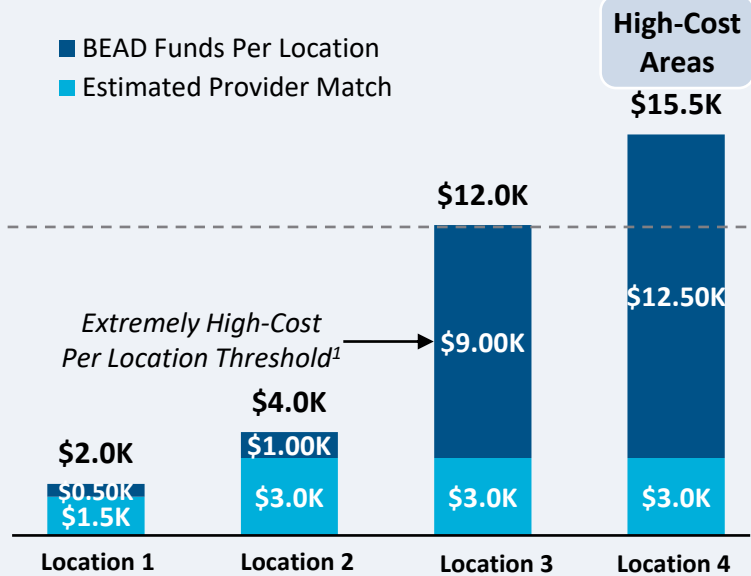 BEAD Funds Per Location
Estimated Provider Match
High-Cost
Areas
$15.5K
$12.0K
$12.50K
Extremely High-Cost
Per Location Threshold1
$9.00K
$4.0K
$1.00K
$2.0K
$0.50K
$1.5K
$3.0K
$3.0K
$3.0K
Location 1
Location 2
Location 3
Location 4